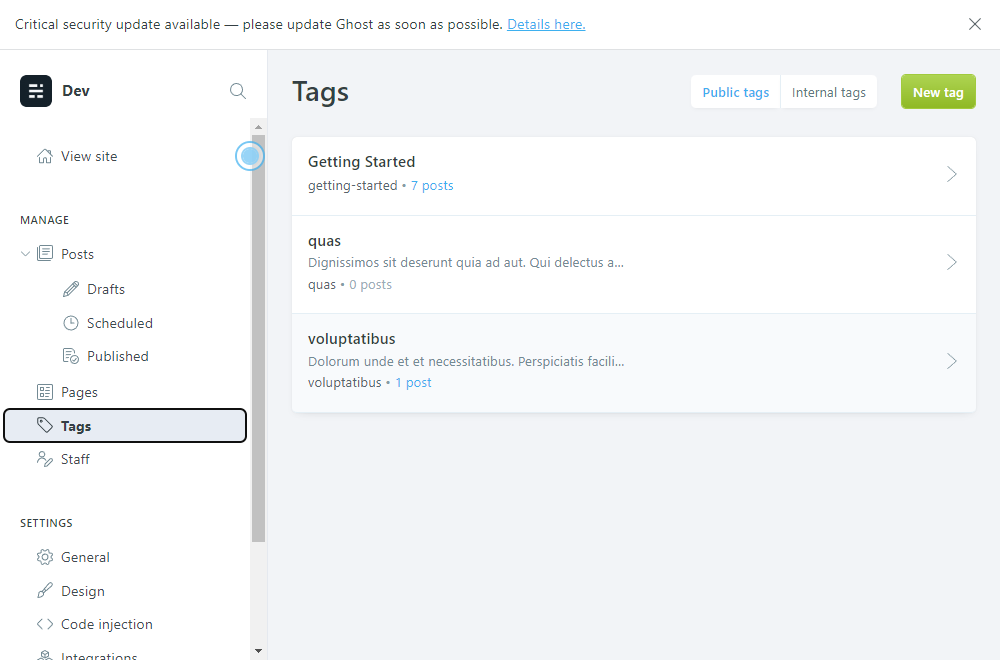 Critical security update available — please update Ghost as soon as possible. Details here.
Dev
View site
MANAGE
Posts
Drafts
Scheduled
Published
Pages
Tags
Staff
SETTINGS
General
Design
Code injection
Integrations
Tags
Public tags
Internal tags
New tag
Getting Started
getting-started • 7 posts
quas
Dignissimos sit deserunt quia ad aut. Qui delectus a...
quas • 0 posts
voluptatibus
Dolorum unde et et necessitatibus. Perspiciatis facili...
voluptatibus • 1 post